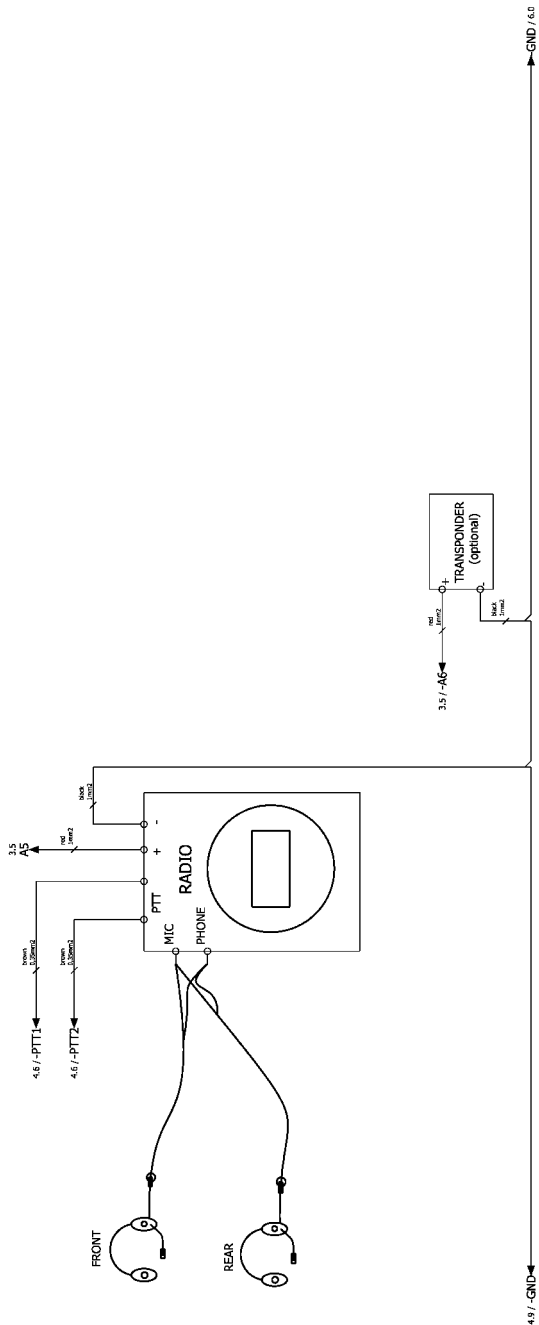 3.5
A5
brown
0.35mm2
4.6 / -PTT1
red
1mm2
brown
0.35mm2
4.6 / -PTT2
black
1mm2
FRONT
PTT
+
-
MIC
RADIO
PHONE
REAR
red
1mm2
3.5 / -A6
+
TRANSPONDER
(optional)
-
black
1mm2
4.9 / -GND
-GND / 6.0